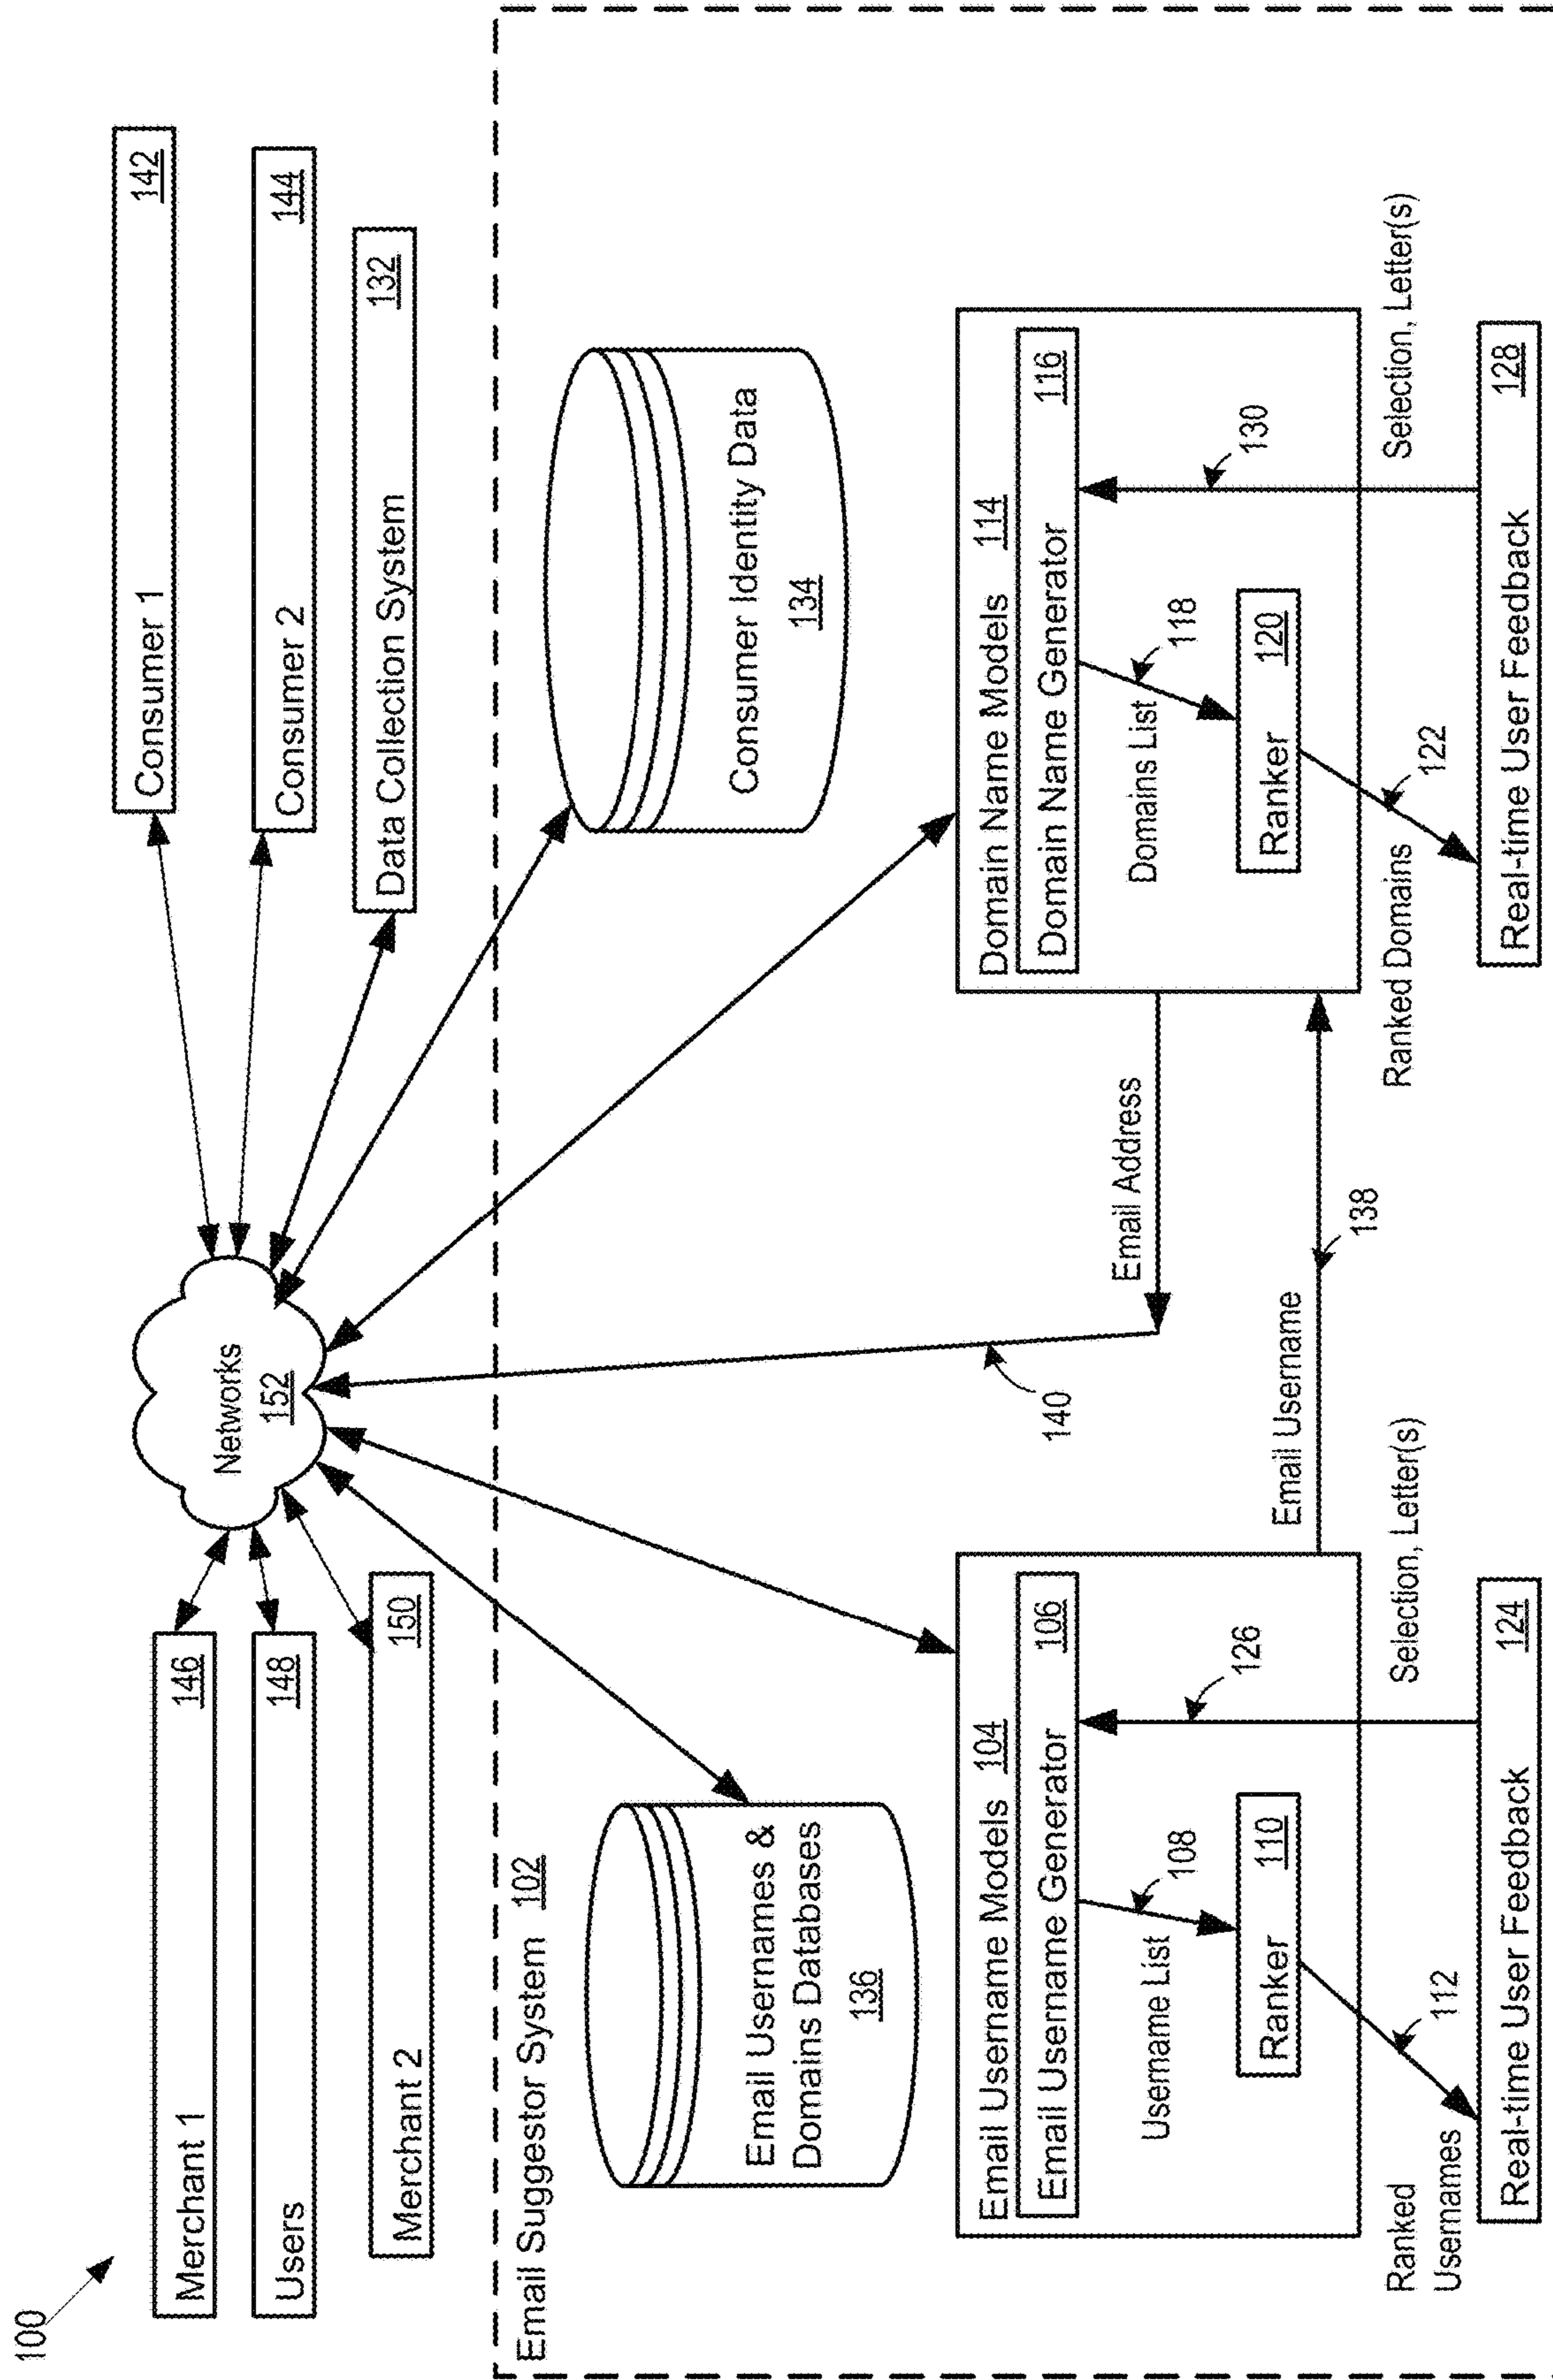 100
Merchant 1 146
Users 148
Merchant 2 150
Networks
152
Consumer 1 142
Consumer 2 144
Data Collection System 132
Email Suggestor System 102
Email Usernames &
Domains Databases
136
Consumer Identity Data
134
Email Username Models 104
Email Username Generator 106
Username List
108
126
Ranker 110
112
Ranked
Usernames
Selection, Letter(s)
Real-time User Feedback 124
140
Email Address
Email Username
138
Domain Name Models 114
Domain Name Generator 116
Domains List
118
130
Ranker 120
122
Ranked Domains
Selection, Letter(s)
Real-time User Feedback 128